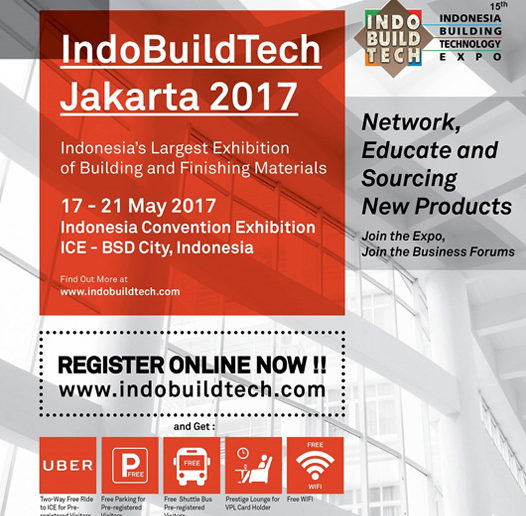 15th
INDO
BUILD
TECH
INDONESIA
BUILDING
TECHNOLOGY
EXPO
IndoBuildTech
Jakarta 2017
Indonesia's Largest Exhibition
of Building and Finishing Materials
17 - 21 May 2017
Indonesia Convention Exhibition
ICE - BSD City, Indonesia
Find Out More at
www.indobuildtech.com
Network,
Educate and
Sourcing
New Products
Join the Expo,
Join the Business Forums
REGISTER ONLINE NOW !!
www.indobuildtech.com
and Get :
UBER
P
FREE
FREE
FREE
WIFI
Two-Way Free Ride
to ICE for Pre-
registered Visitors
Free Parking for
Pre-registered
Visitors
Free Shuttle Bus
Pre-registered
Visitors
Prestige Lounge for
VPL Card Holder
Free WIFI